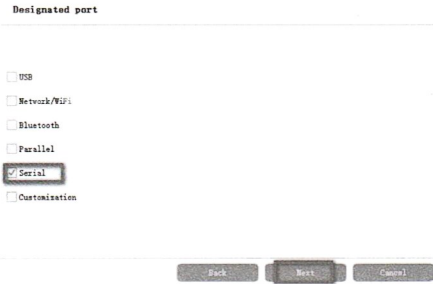 Designated port
USB
Network/WiFi
Bluetooth
Parallel
Serial
Customization
Back Next Cancel